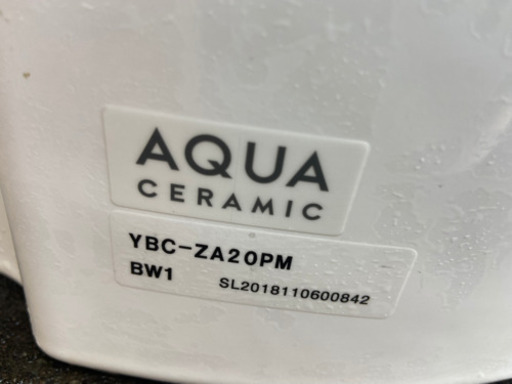 AQUA
CERAMIC
YBC-ZA20PM
BW1 SL2018110600842